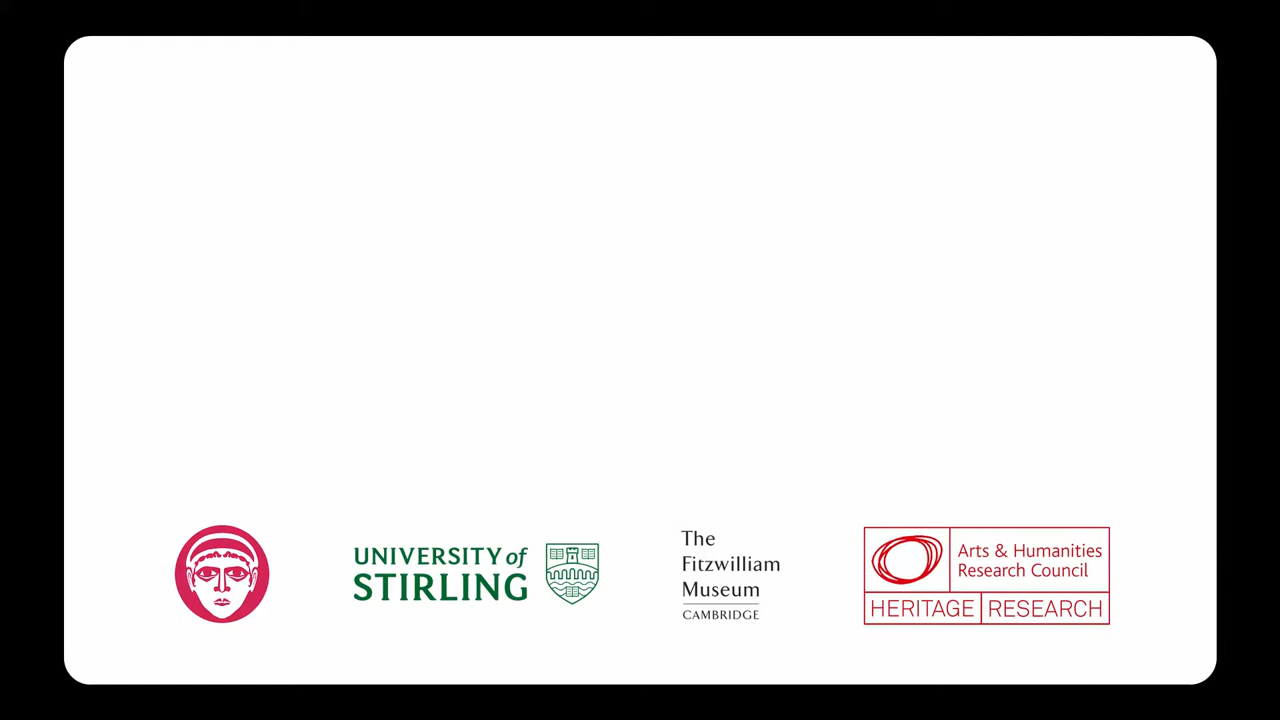 UNIVERSITY of
STIRLING
The
Fitzwilliam
Museum
CAMBRIDGE
Arts & Humanities
Research Council
HERITAGE RESEARCH